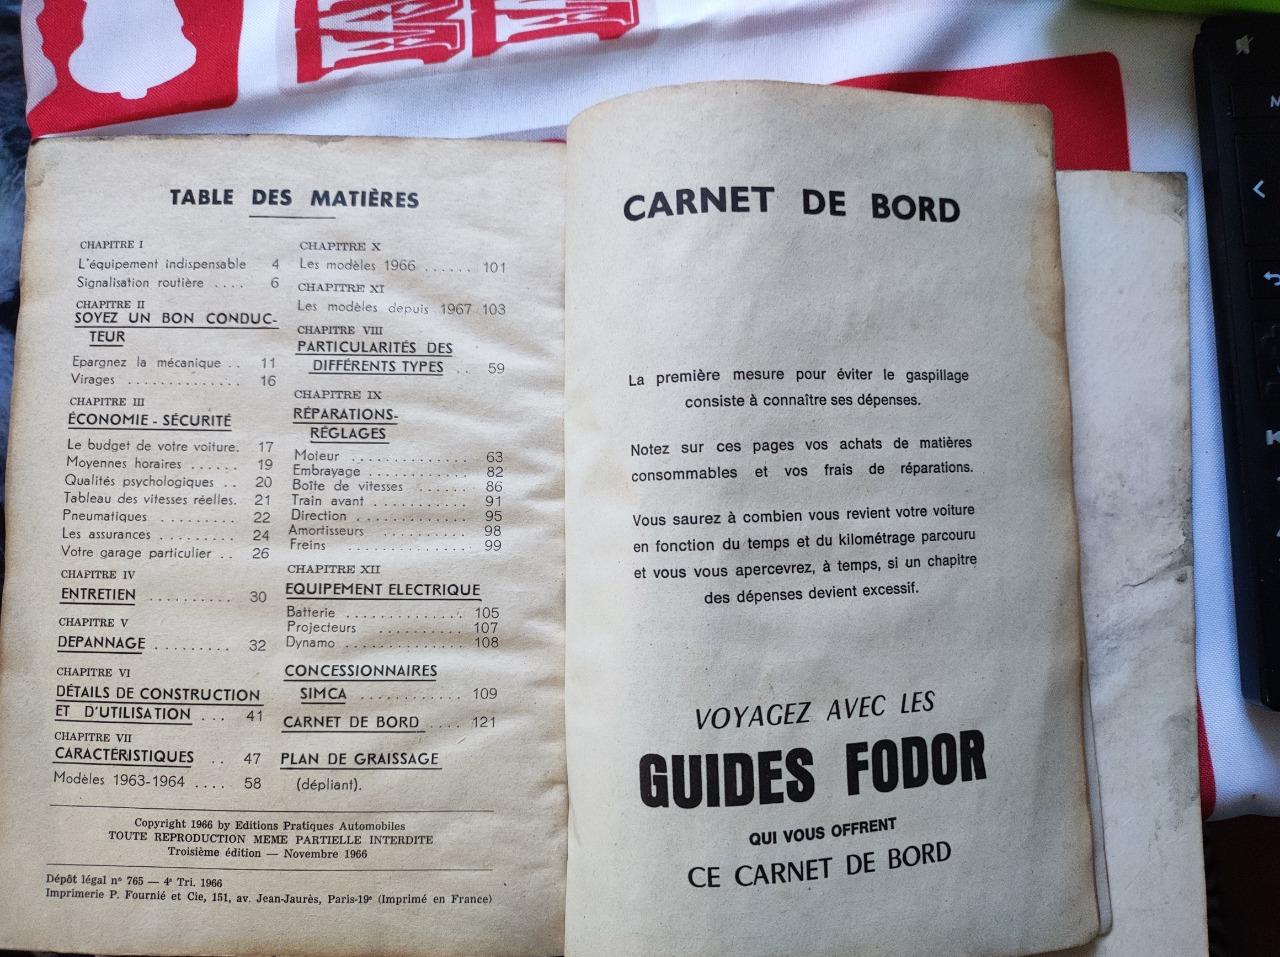 TABLE DES MATIÈRES
CHAPITRE I
L'équipement indispensable 4
Signalisation routière .... 6
CHAPITRE II
SOYEZ UN BON CONDUC-
TEUR
Epargnez la mécanique .. 11
Virages .............. 16
CHAPITRE III
ÉCONOMIE - SÉCURITÉ
Le budget de votre voiture. 17
Moyennes horaires ...... 19
Qualités psychologiques .. 20
Tableau des vitesses réelles. 21
Pneumatiques ......... 22
Les assurances ........ 24
Votre garage particulier .. 26
CHAPITRE IV
ENTRETIEN .......... 30
CHAPITRE V
DEPANNAGE ......... 32
CHAPITRE VI
DÉTAILS DE CONSTRUCTION
ET D'UTILISATION ... 41
CHAPITRE VII
CARACTÉRISTIQUES .. 47
Modèles 1963-1964 .... 58
CHAPITRE X
Les modèles 1966 ...... 101
CHAPITRE XI
Les modèles depuis 1967 103
CHAPITRE VIII
PARTICULARITÉS DES
DIFFÉRENTS TYPES .. 59
CHAPITRE IX
RÉPARATIONS-
RÉGLAGES
Moteur .............. 63
Embrayage ............ 82
Boîte de vitesses ...... 86
Train avant ........... 91
Direction ............. 95
Amortisseurs ......... 98
Freins ............... 99
CHAPITRE XII
EQUIPEMENT ELECTRIQUE
Batterie .............. 105
Projecteurs .......... 107
Dynamo ............. 108
CONCESSIONNAIRES
SIMCA ........... 109
CARNET DE BORD .... 121
PLAN DE GRAISSAGE
(dépliant).
Copyright 1966 by Editions Pratiques Automobiles
TOUTE REPRODUCTION MEME PARTIELLE INTERDITE
Troisième édition — Novembre 1966
Dépôt légal n° 765 — 4e Tri. 1966
Imprimerie P. Fournié et Cie, 151, av. Jean-Jaurès, Paris-19e (Imprimé en France)
CARNET DE BORD
La première mesure pour éviter le gaspillage
consiste à connaître ses dépenses.
Notez sur ces pages vos achats de matières
consommables et vos frais de réparations.
Vous saurez à combien vous revient votre voiture
en fonction du temps et du kilométrage parcouru
et vous vous apercevrez, à temps, si un chapitre
des dépenses devient excessif.
VOYAGEZ AVEC LES
GUIDES FODOR
QUI VOUS OFFRENT
CE CARNET DE BORD